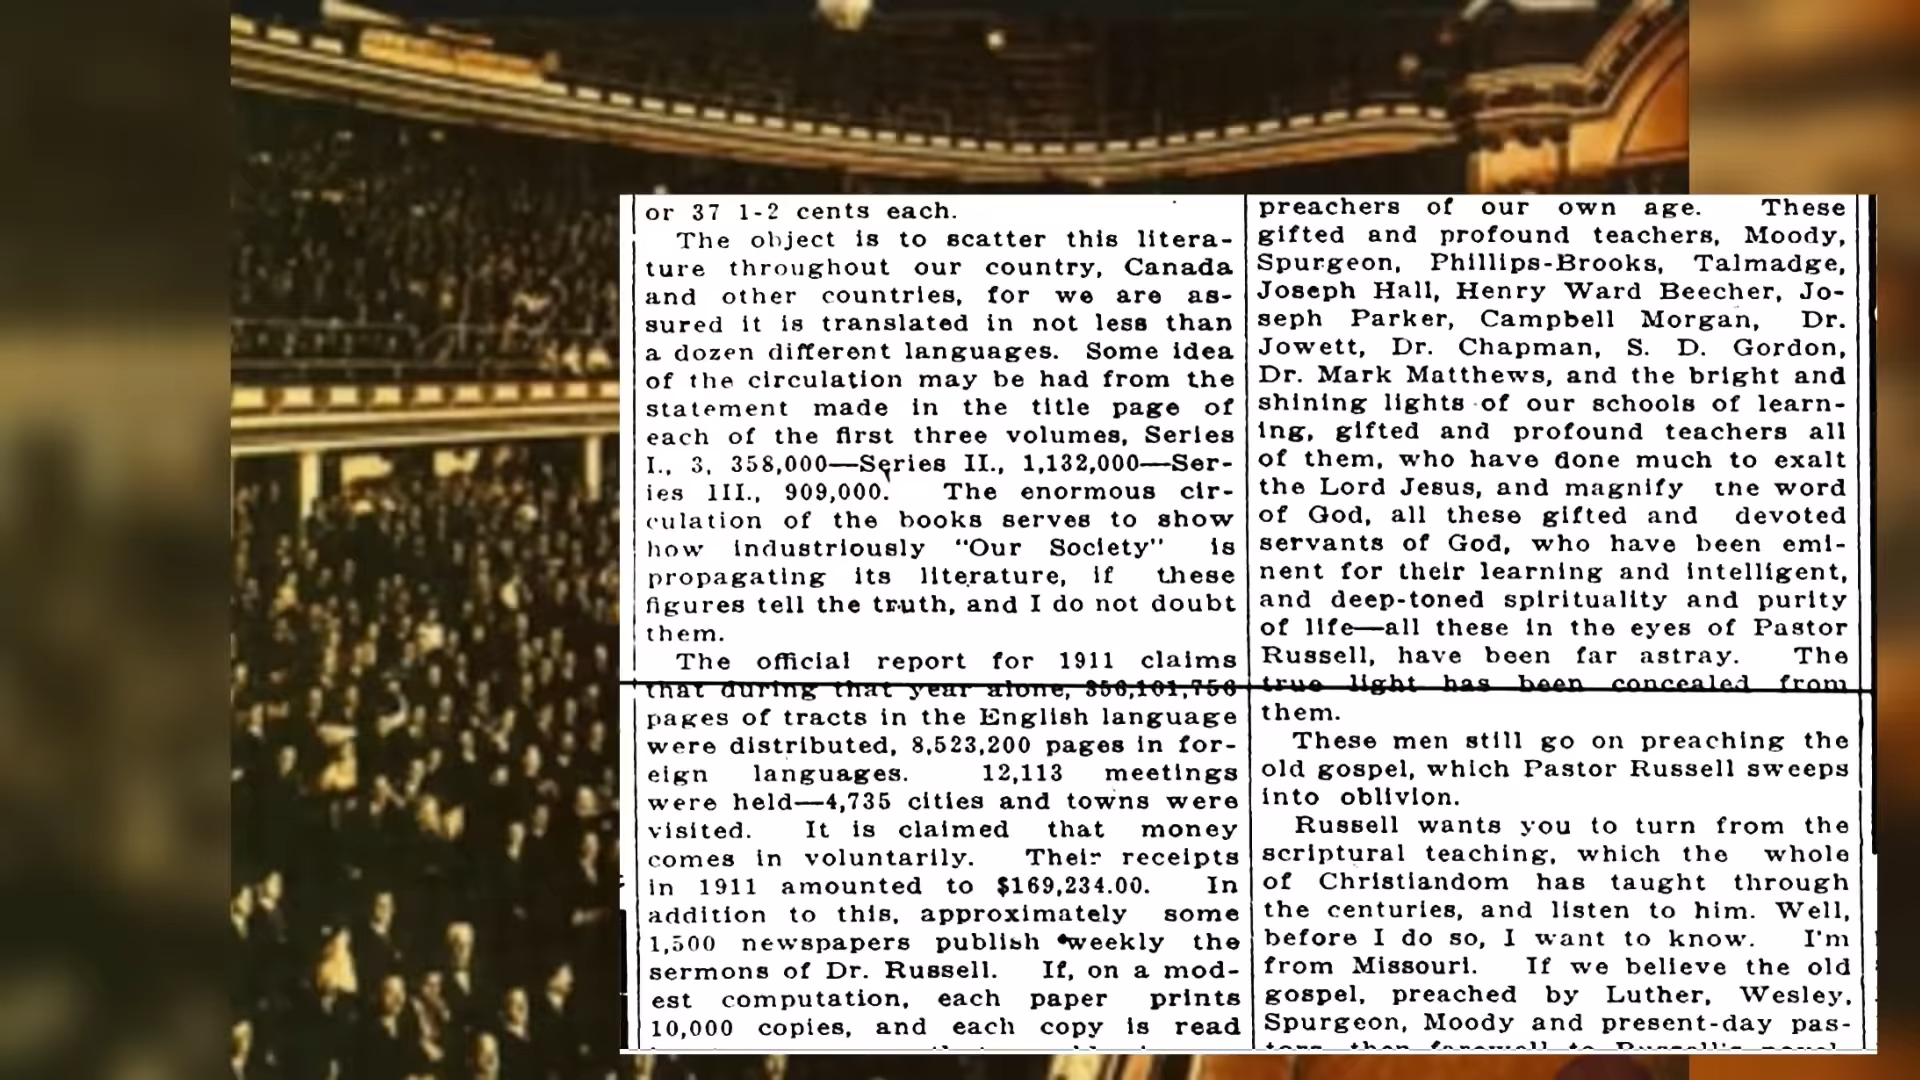 or 37 1-2 cents each.
The object is to scatter this litera-
ture throughout our country, Canada
and other countries, for we are as-
sured it is translated in not less than
a dozen different languages. Some idea
of the circulation may be had from the
statement made in the title page of
each of the first three volumes, Series
I., 3, 358,000—Series II., 1,132,000—Ser-
ies III., 909,000. The enormous cir-
culation of the books serves to show
how industriously "Our Society" is
propagating its literature, if these
figures tell the truth, and I do not doubt
them.
The official report for 1911 claims
that during that year alone,
pages of tracts in the English language
were distributed, 8,523,200 pages in for-
eign languages. 12,113 meetings
were held—4,735 cities and towns were
visited. It is claimed that money
comes in voluntarily. Their receipts
in 1911 amounted to $169,234.00. In
addition to this, approximately some
1,500 newspapers publish weekly the
sermons of Dr. Russell. If, on a mod-
est computation, each paper prints
10,000 copies, and each copy is read
preachers of our own age. These
gifted and profound teachers, Moody,
Spurgeon, Phillips-Brooks, Talmadge,
Joseph Hall, Henry Ward Beecher, Jo-
seph Parker, Campbell Morgan, Dr.
Jowett, Dr. Chapman, S. D. Gordon,
Dr. Mark Matthews, and the bright and
shining lights of our schools of learn-
ing, gifted and profound teachers all
of them, who have done much to exalt
the Lord Jesus, and magnify the word
of God, all these gifted and devoted
servants of God, who have been emi-
nent for their learning and intelligent,
and deep-toned spirituality and purity
of life—all these in the eyes of Pastor
Russell, have been far astray. The
true light has been concealed from
them.
These men still go on preaching the
old gospel, which Pastor Russell sweeps
into oblivion.
Russell wants you to turn from the
scriptural teaching, which the whole
of Christiandom has taught through
the centuries, and listen to him. Well,
before I do so, I want to know. I'm
from Missouri. If we believe the old
gospel, preached by Luther, Wesley,
Spurgeon, Moody and present-day pas-